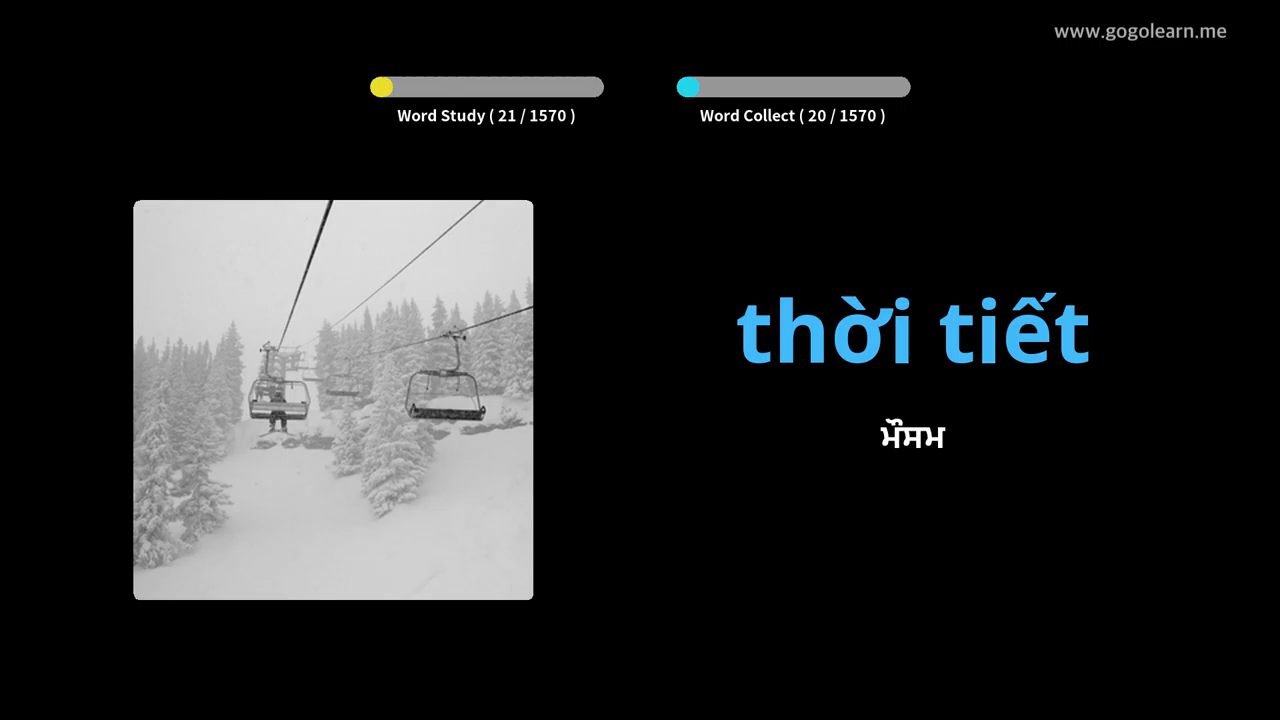 www.gogolearn.me
Word Study ( 21 / 1570 )
Word Collect ( 20 / 1570 )
thời tiết
ਮੌਸਮ